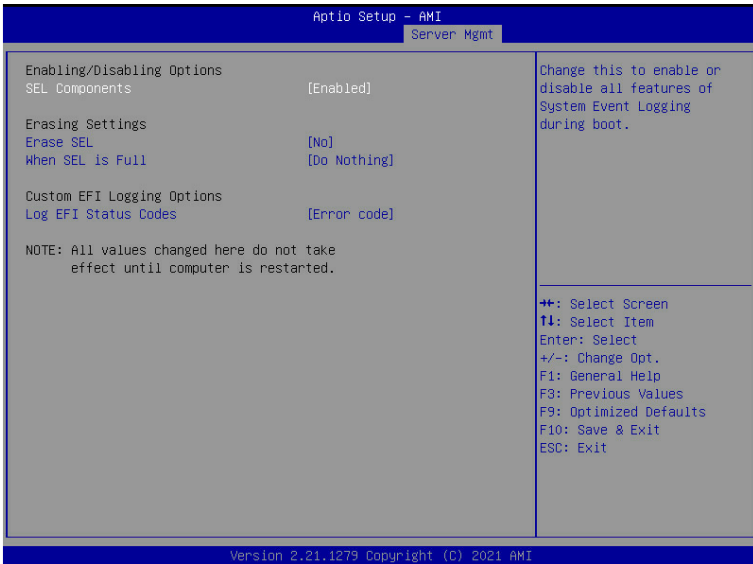 Aptio Setup – AMI
Server Mgmt
Enabling/Disabling Options
SEL Components [Enabled]
Erasing Settings
Erase SEL [No]
When SEL is Full [Do Nothing]
Custom EFI Logging Options
Log EFI Status Codes [Error code]
NOTE: All values changed here do not take
effect until computer is restarted.
Change this to enable or
disable all features of
System Event Logging
during boot.
→←: Select Screen
↑↓: Select Item
Enter: Select
+/-: Change Opt.
F1: General Help
F3: Previous Values
F9: Optimized Defaults
F10: Save & Exit
ESC: Exit
Version 2.21.1279 Copyright (C) 2021 AMI